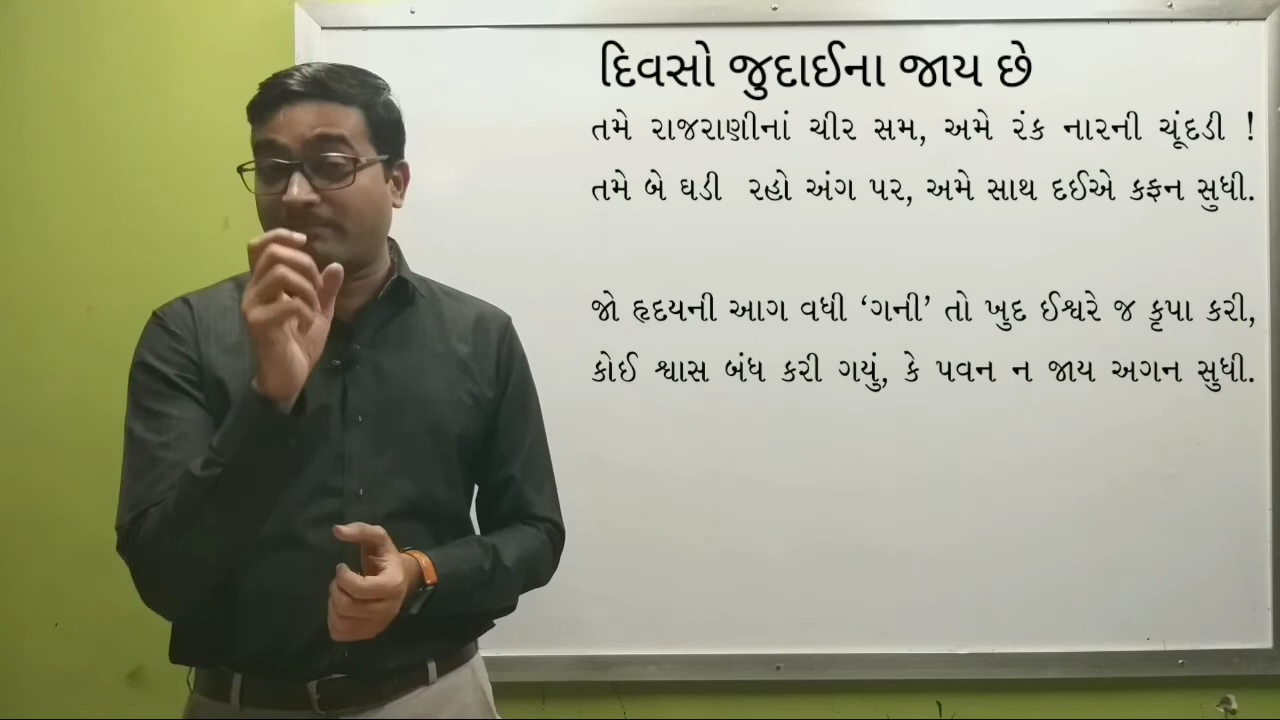 દિવસો જુદાઈના જાય છે
તમે રાજરાણીનાં ચીર સમ, અમે રંક નારની ચૂંદડી !
તમે બે ઘડી રહો અંગ પર, અમે સાથ દઈએ કફન સુધી.
જો હૃદયની આગ વધી ‘ગની’ તો ખુદ ઈશ્વરે જ કૃપા કરી,
કોઈ શ્વાસ બંધ કરી ગયું, કે પવન ન જાય અગન સુધી.